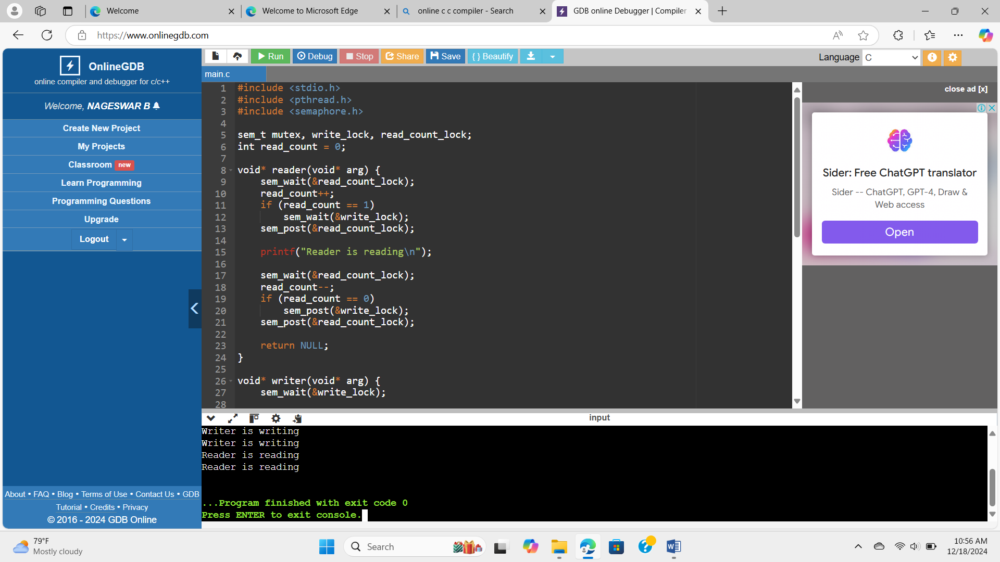 Welcome
Welcome to Microsoft Edge
online c c compiler - Search
GDB online Debugger | Compiler
https://www.onlinegdb.com
OnlineGDB
online compiler and debugger for c/c++
Welcome, NAGESWAR B
Create New Project
My Projects
Classroom new
Learn Programming
Programming Questions
Upgrade
Logout
About • FAQ • Blog • Terms of Use • Contact Us • GDB
Tutorial • Credits • Privacy
© 2016 - 2024 GDB Online
Run
Debug
Stop
Share
Save
{ } Beautify
Language C
main.c
1 #include <stdio.h>
2 #include <pthread.h>
3 #include <semaphore.h>
4
5 sem_t mutex, write_lock, read_count_lock;
6 int read_count = 0;
7
8 void* reader(void* arg) {
9 sem_wait(&read_count_lock);
10 read_count++;
11 if (read_count == 1)
12 sem_wait(&write_lock);
13 sem_post(&read_count_lock);
14
15 printf("Reader is reading\n");
16
17 sem_wait(&read_count_lock);
18 read_count--;
19 if (read_count == 0)
20 sem_post(&write_lock);
21 sem_post(&read_count_lock);
22
23 return NULL;
24 }
25
26 void* writer(void* arg) {
27 sem_wait(&write_lock);
28
close ad [x]
Sider: Free ChatGPT translator
Sider -- ChatGPT, GPT-4, Draw &
Web access
Open
input
Writer is writing
Writer is writing
Reader is reading
Reader is reading
...Program finished with exit code 0
Press ENTER to exit console.
79°F
Mostly cloudy
Search
10:56 AM
12/18/2024